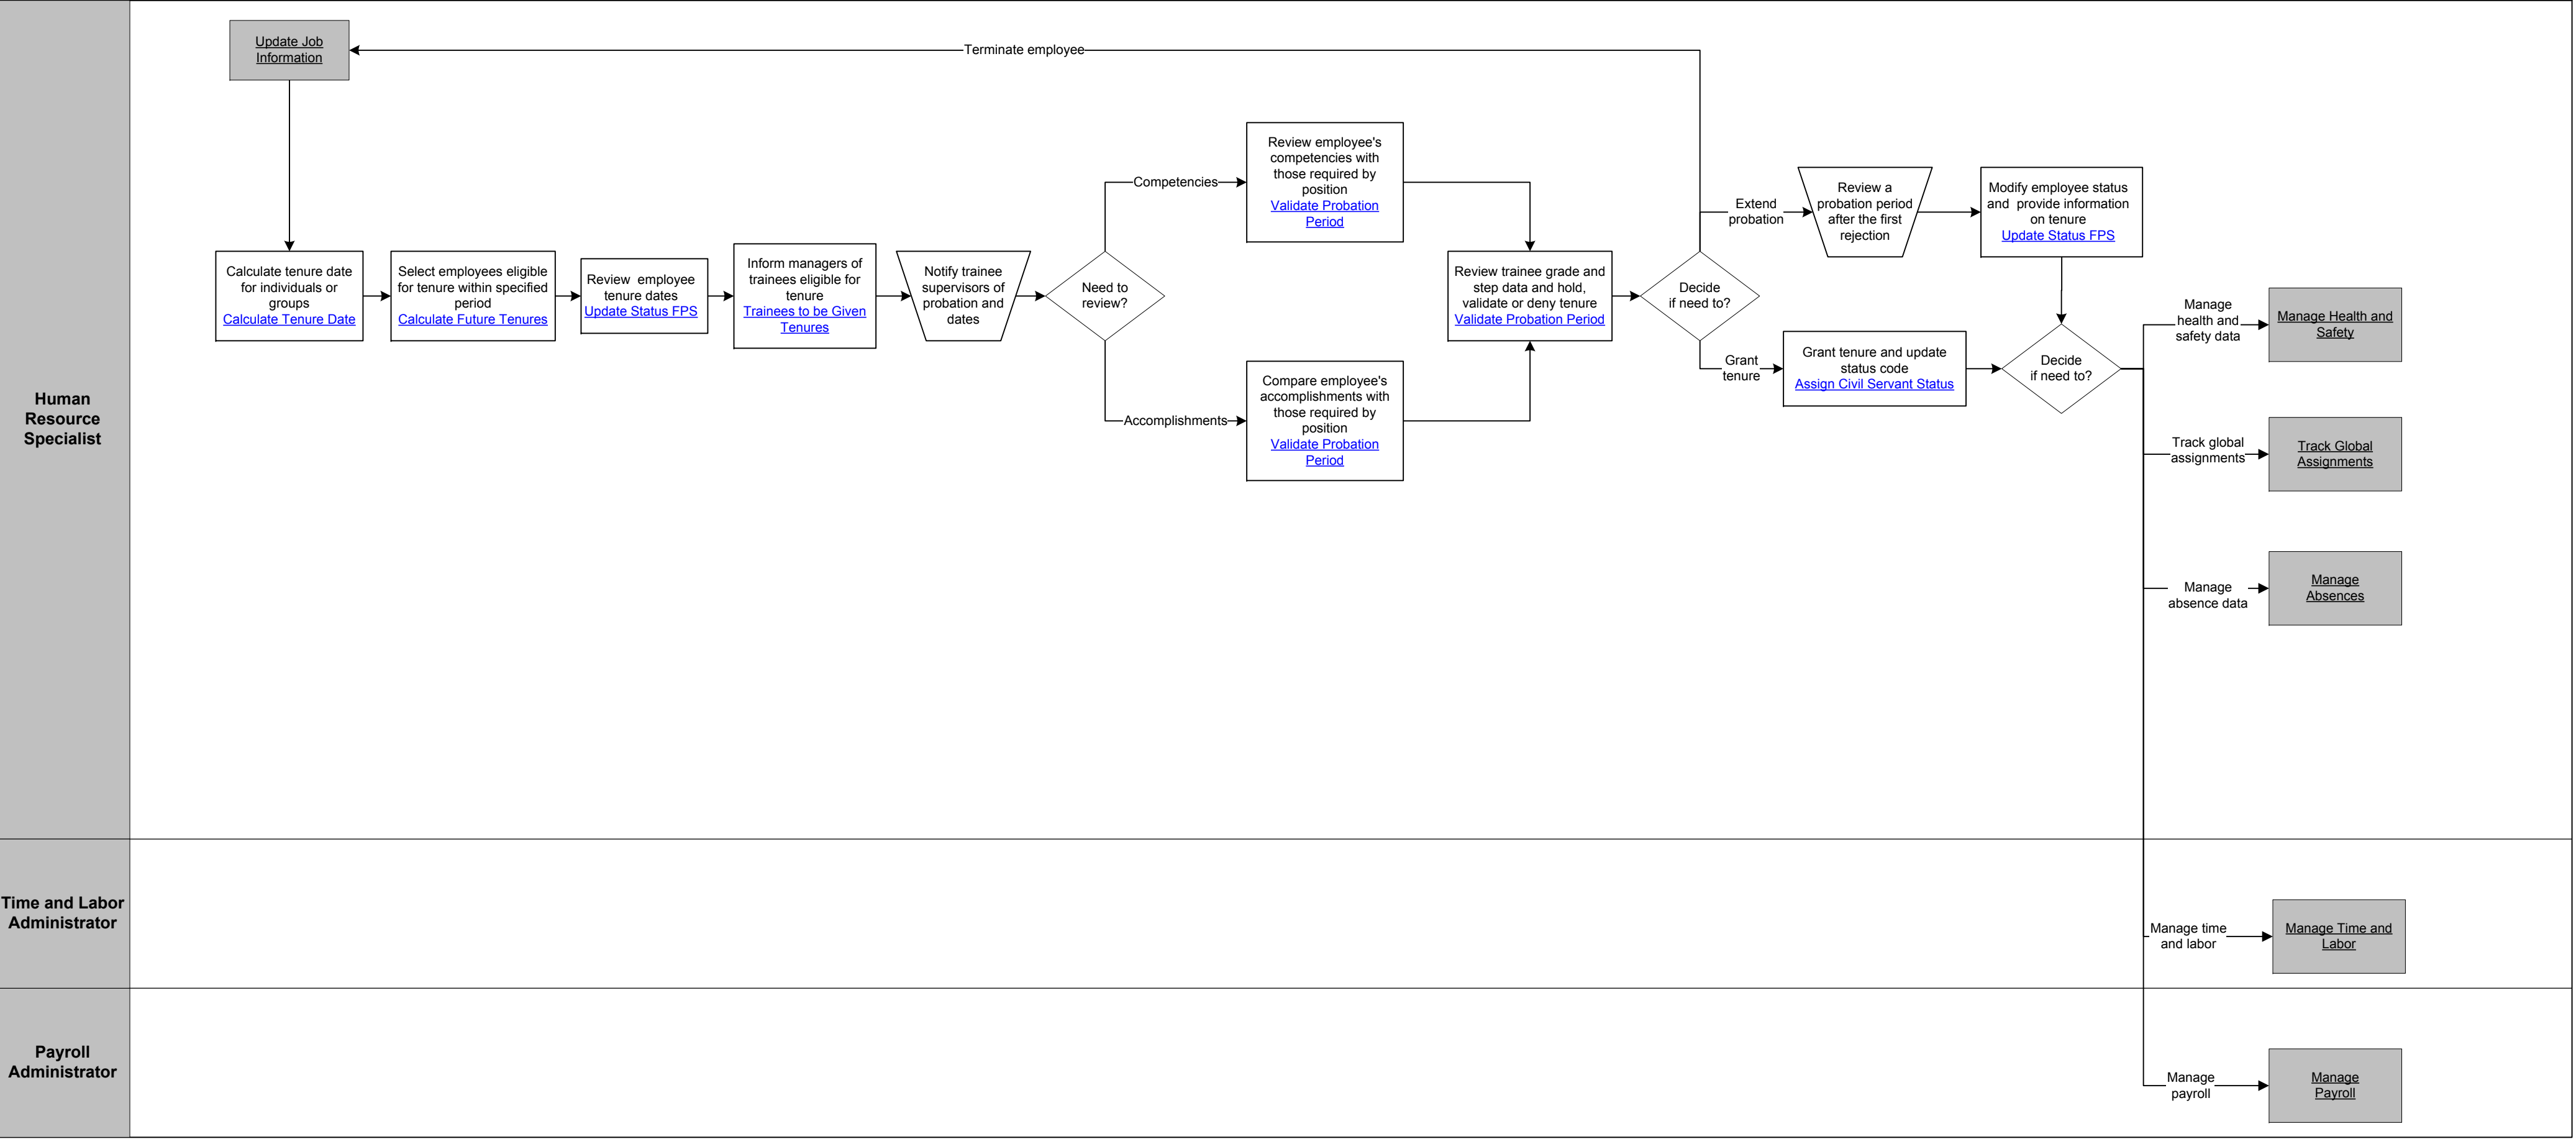 Human
Resource
Specialist
Update Job
Information
Terminate employee
Calculate tenure date
for individuals or
groups
Calculate Tenure Date
Select employees eligible
for tenure within specified
period
Calculate Future Tenures
Review employee
tenure dates
Update Status FPS
Inform managers of
trainees eligible for
tenure
Trainees to be Given
Tenures
Notify trainee
supervisors of
probation and
dates
Need to
review?
Competencies
Review employee's
competencies with
those required by
position
Validate Probation
Period
Accomplishments
Compare employee's
accomplishments with
those required by
position
Validate Probation
Period
Review trainee grade and
step data and hold,
validate or deny tenure
Validate Probation Period
Decide
if need to?
Extend
probation
Review a
probation period
after the first
rejection
Modify employee status
and provide information
on tenure
Update Status FPS
Grant
tenure
Grant tenure and update
status code
Assign Civil Servant Status
Decide
if need to?
Manage
health and
safety data
Manage Health and
Safety
Track global
assignments
Track Global
Assignments
Manage
absence data
Manage
Absences
Time and Labor
Administrator
Manage time
and labor
Manage Time and
Labor
Payroll
Administrator
Manage
payroll
Manage
Payroll